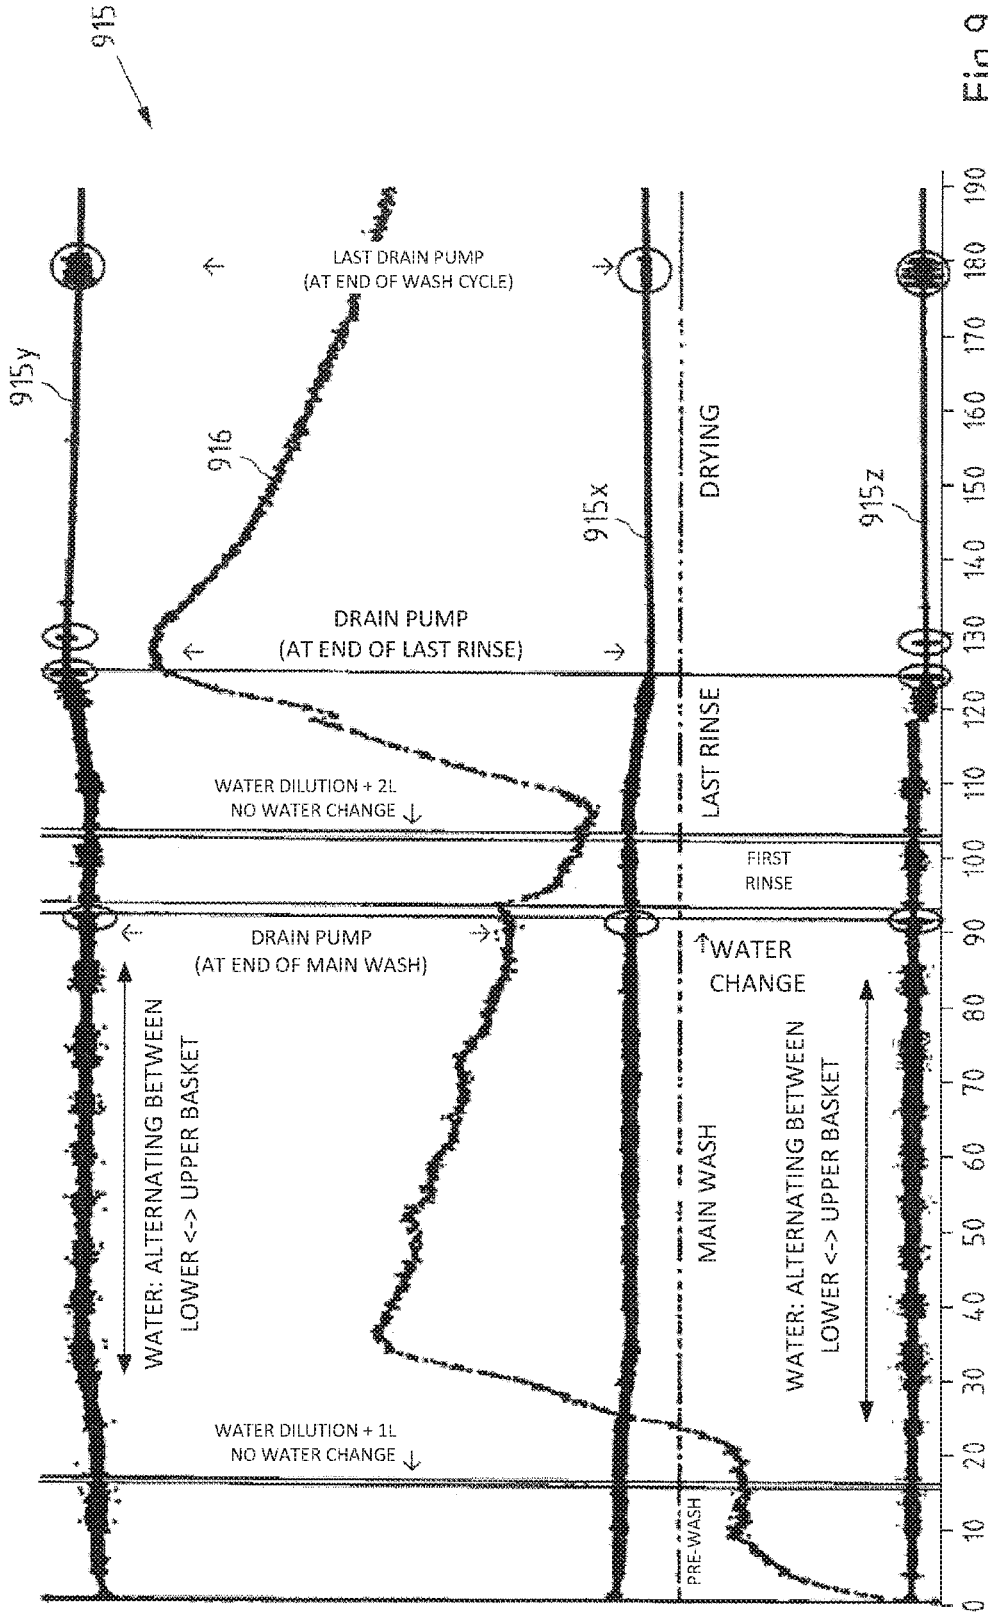 915
915y
LAST DRAIN PUMP
(AT END OF WASH CYCLE)
916
915x
DRYING
915z
DRAIN PUMP
(AT END OF LAST RINSE)
LAST RINSE
WATER DILUTION + 2L
NO WATER CHANGE ↓
FIRST
RINSE
DRAIN PUMP
(AT END OF MAIN WASH)
↑WATER
CHANGE
WATER: ALTERNATING BETWEEN
LOWER <-> UPPER BASKET
MAIN WASH
WATER: ALTERNATING BETWEEN
LOWER <-> UPPER BASKET
WATER DILUTION + 1L
NO WATER CHANGE ↓
PRE-WASH
0 10 20 30 40 50 60 70 80 90 100 110 120 130 140 150 160 170 180 190
Fig 9